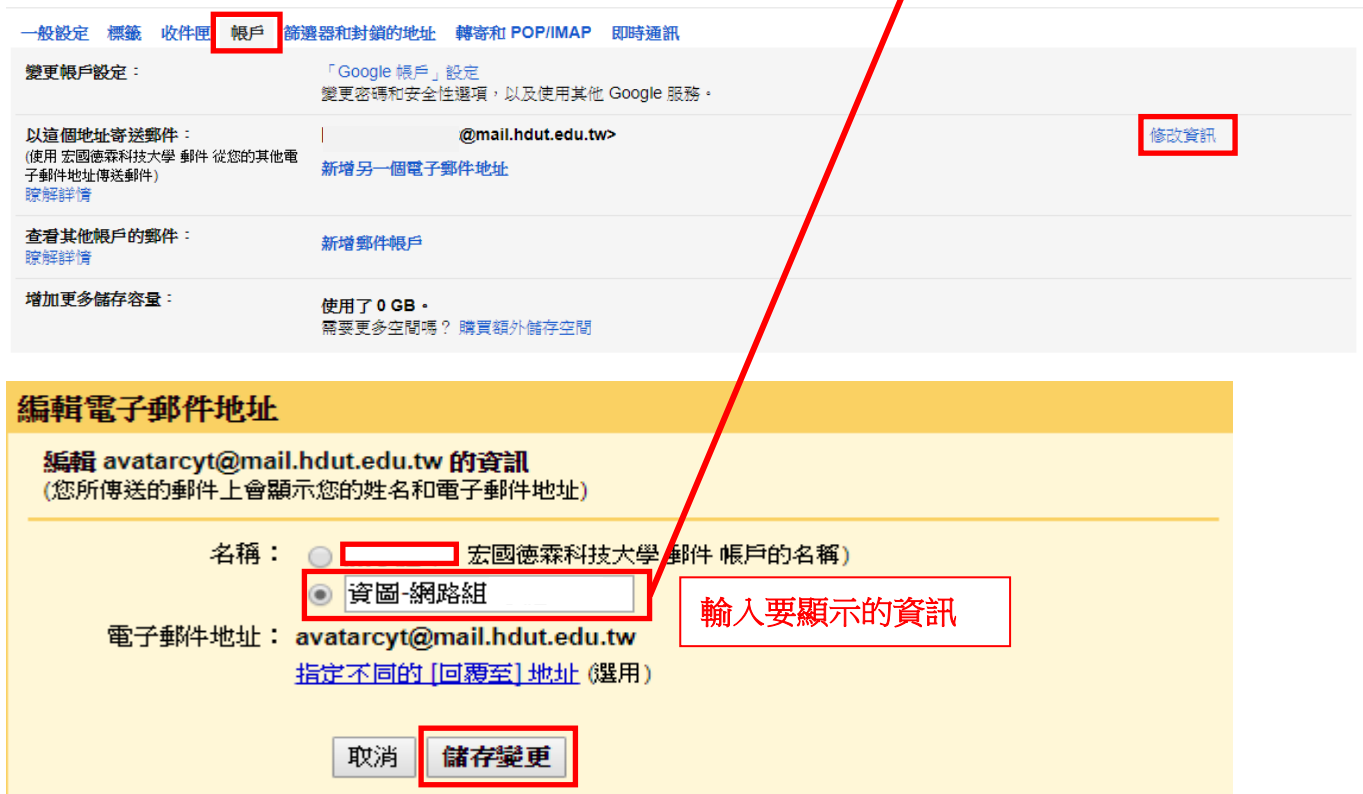 一般設定 標籤 收件匣 帳戶 篩選器和封鎖的地址 轉寄和 POP/IMAP 即時通訊
變更帳戶設定：
「Google 帳戶」設定
變更密碼和安全性選項，以及使用其他 Google 服務。
以這個地址寄送郵件：
(使用 宏國德霖科技大學 郵件 從您的其他電
子郵件地址傳送郵件)
瞭解詳情
@mail.hdut.edu.tw>
修改資訊
新增另一個電子郵件地址
查看其他帳戶的郵件：
瞭解詳情
新增郵件帳戶
增加更多儲存容量：
使用了 0 GB。
需要更多空間嗎？ 購買額外儲存空間
編輯電子郵件地址
編輯 avatarcyt@mail.hdut.edu.tw 的資訊
(您所傳送的郵件上會顯示您的姓名和電子郵件地址)
名稱： 宏國德霖科技大學 郵件 帳戶的名稱)
資圖-網路組
輸入要顯示的資訊
電子郵件地址： avatarcyt@mail.hdut.edu.tw
指定不同的 [回覆至] 地址 (選用)
取消 儲存變更